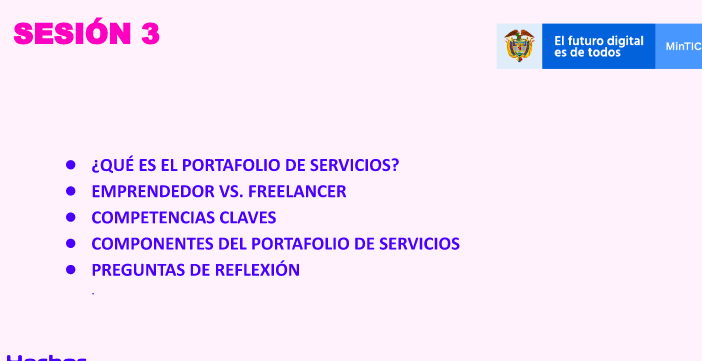 SESIÓN 3
El futuro digital
es de todos
MinTIC
● ¿QUÉ ES EL PORTAFOLIO DE SERVICIOS?
● EMPRENDEDOR VS. FREELANCER
● COMPETENCIAS CLAVES
● COMPONENTES DEL PORTAFOLIO DE SERVICIOS
● PREGUNTAS DE REFLEXIÓN
.